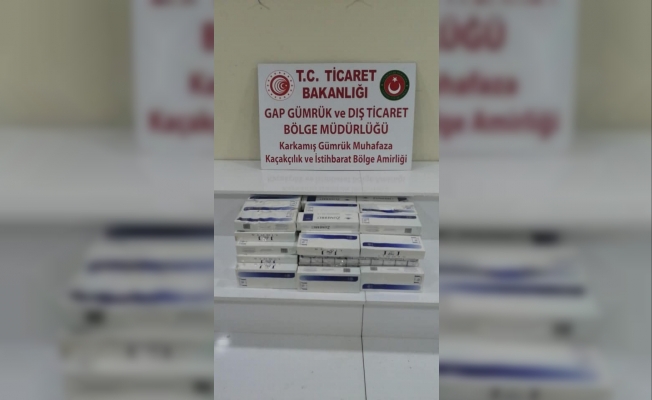 T.C. TİCARET
BAKANLIĞI
GAP GÜMRÜK ve DIŞ TİCARET
BÖLGE MÜDÜRLÜĞÜ
Karkamış Gümrük Muhafaza
Kaçakçılık ve İstihbarat Bölge Amirliği